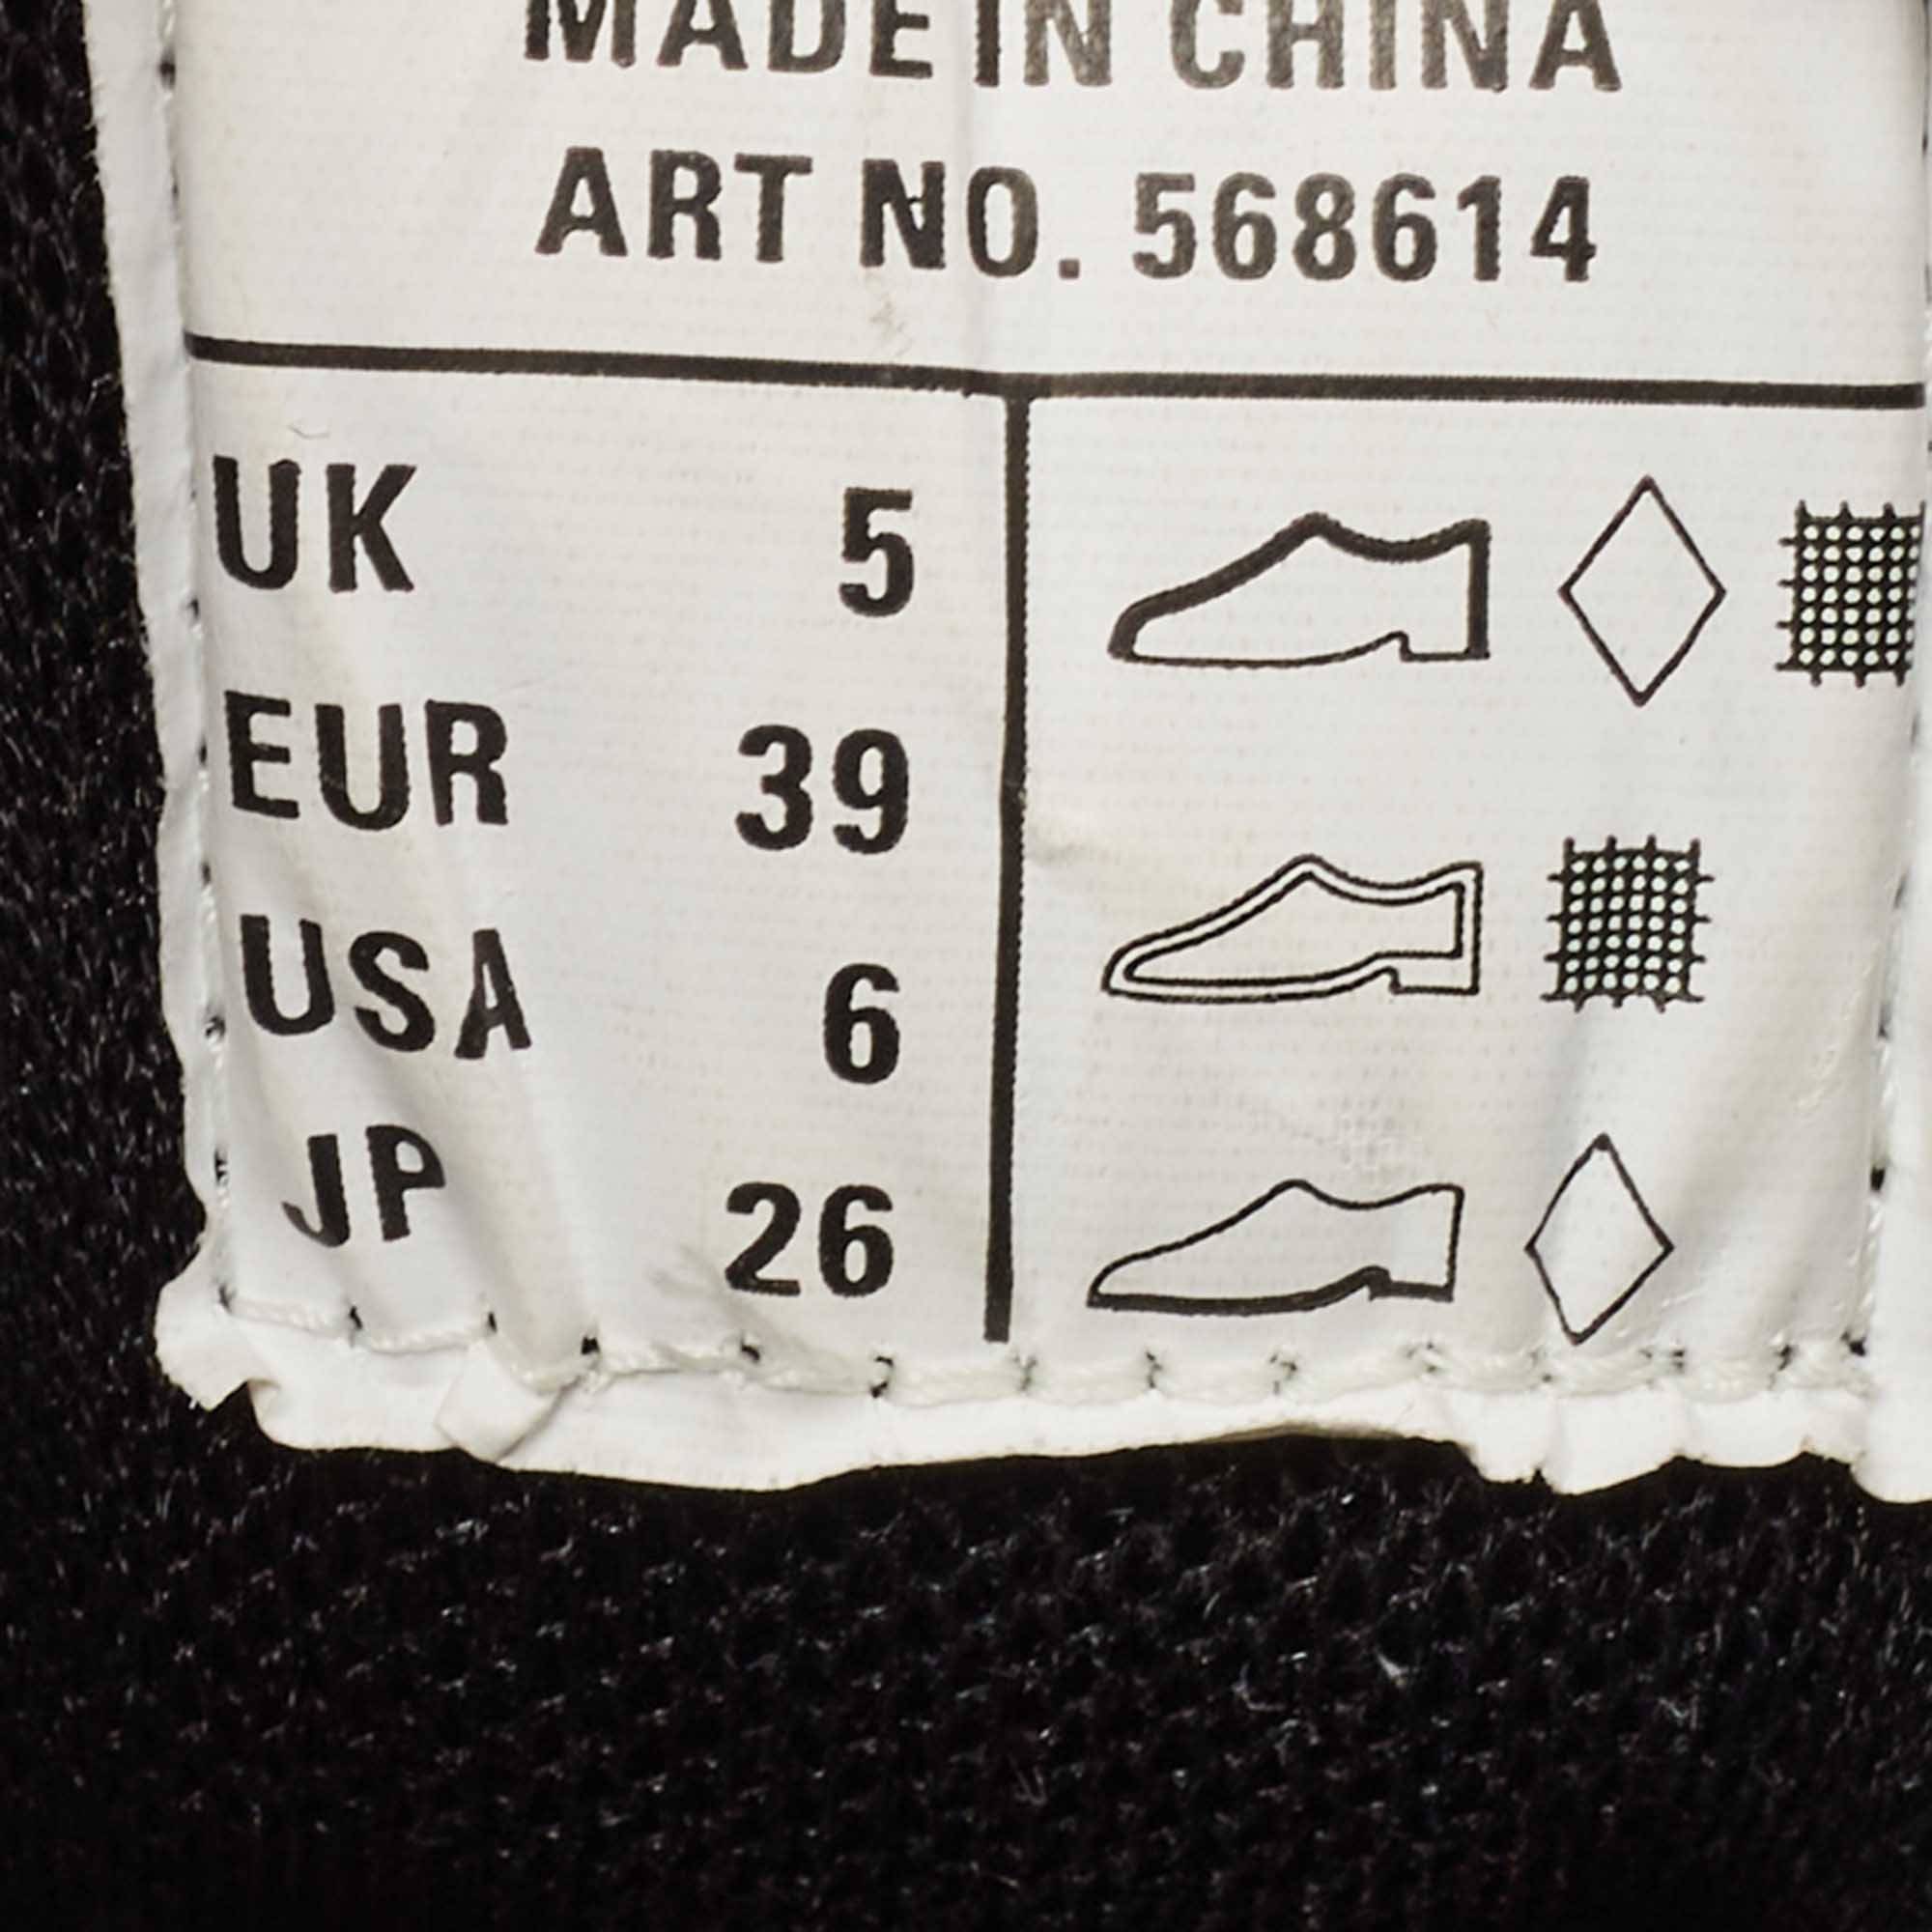 MADE IN CHINA
ART NO. 568614
UK 5
EUR 39
USA 6
JP 26